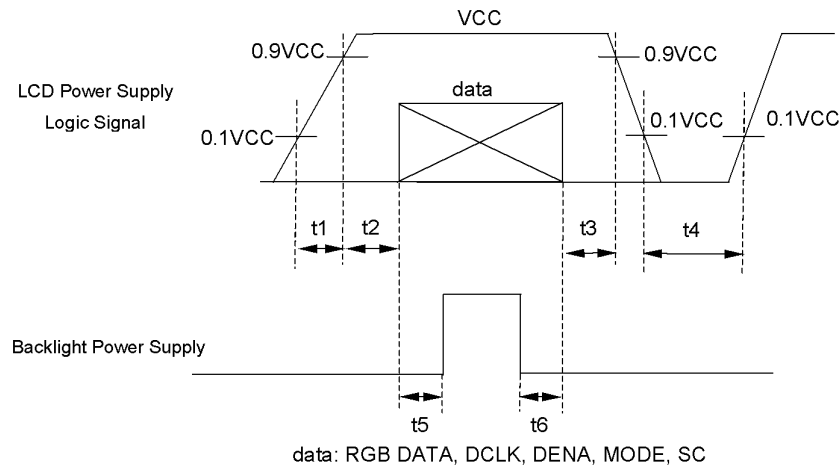 VCC
0.9VCC
0.9VCC
LCD Power Supply
Logic Signal
data
0.1VCC
0.1VCC
0.1VCC
t1
t2
t3
t4
Backlight Power Supply
t5
t6
data: RGB DATA, DCLK, DENA, MODE, SC